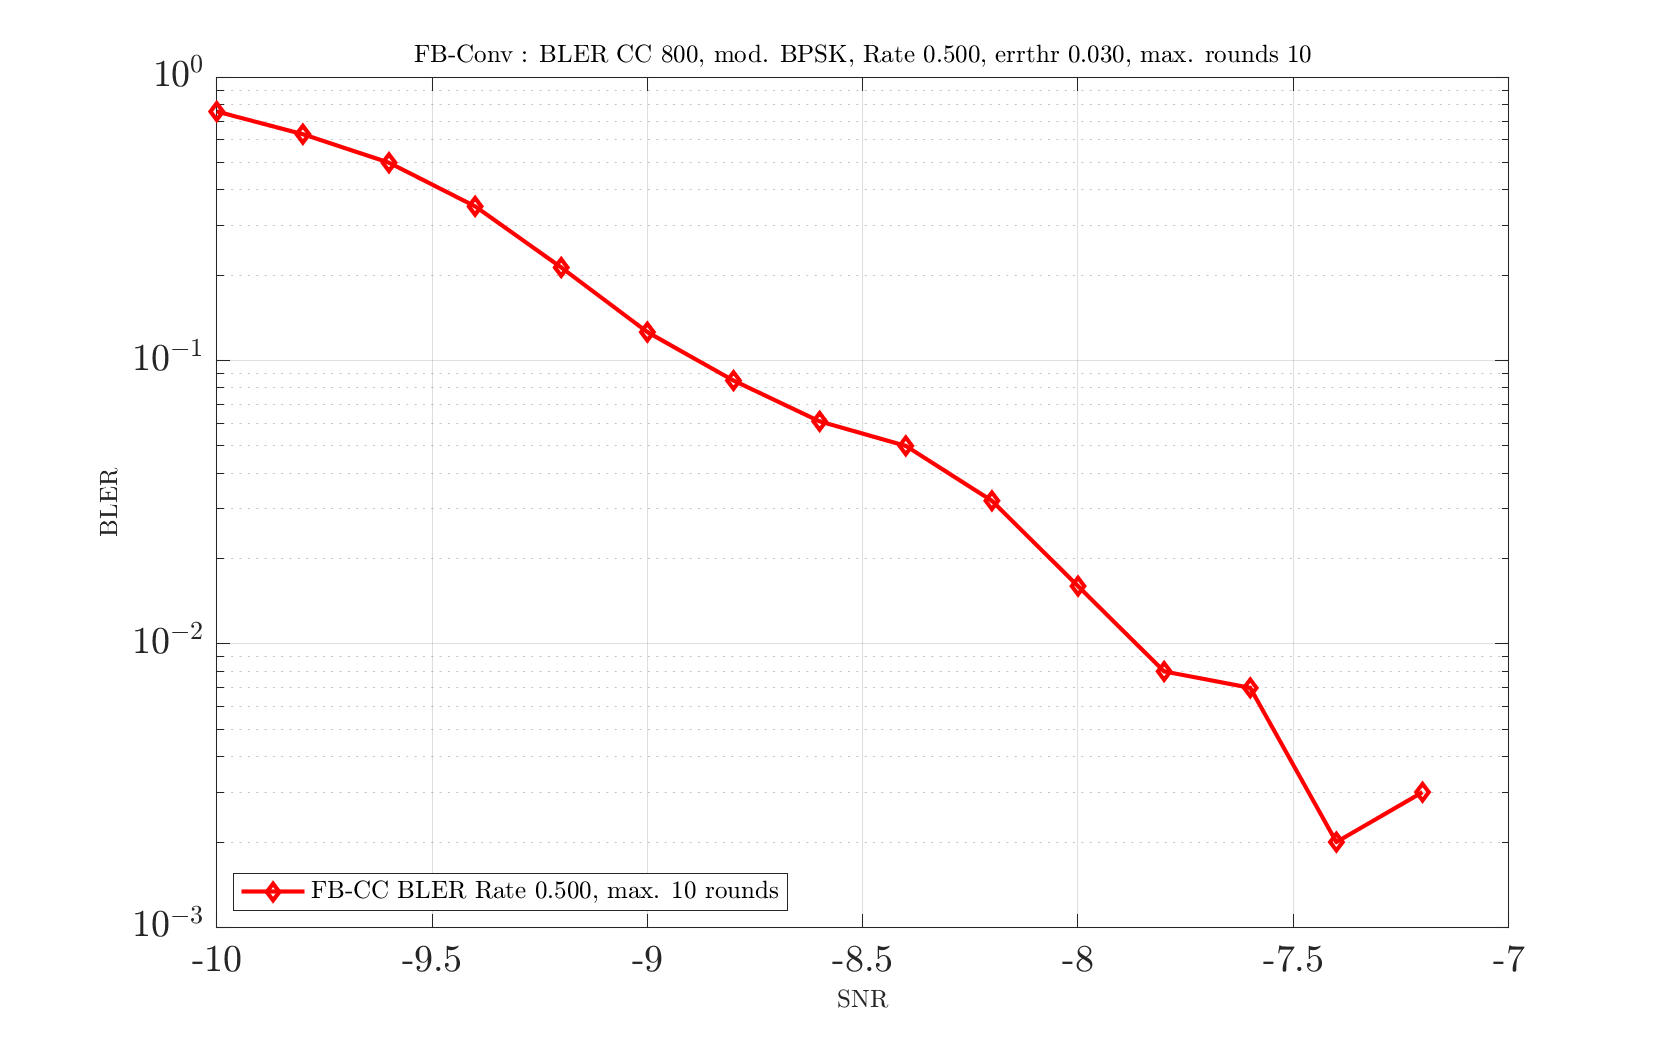 FB-Conv : BLER CC 800, mod. BPSK, Rate 0.500, errthr 0.030, max. rounds 10
10^0
10^{-1}
10^{-2}
10^{-3}
BLER
FB-CC BLER Rate 0.500, max. 10 rounds
-10 -9.5 -9 -8.5 -8 -7.5 -7
SNR